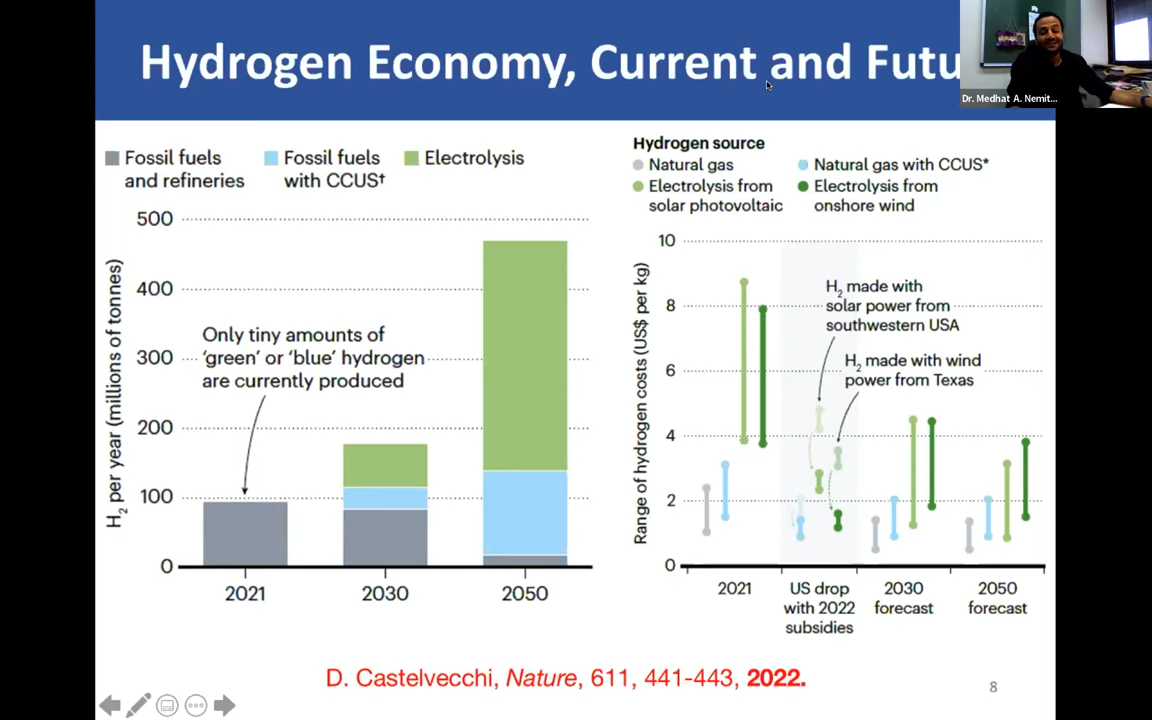 Hydrogen Economy, Current and Futu
Dr. Medhat A. Nemit...
Fossil fuels
and refineries
Fossil fuels
with CCUS†
Electrolysis
500
400
300
200
100
0
H2 per year (millions of tonnes)
Only tiny amounts of
‘green’ or ‘blue’ hydrogen
are currently produced
2021
2030
2050
Hydrogen source
Natural gas
Natural gas with CCUS*
Electrolysis from
solar photovoltaic
Electrolysis from
onshore wind
10
8
6
4
2
0
Range of hydrogen costs (US$ per kg)
H2 made with
solar power from
southwestern USA
H2 made with wind
power from Texas
2021
US drop
with 2022
subsidies
2030
forecast
2050
forecast
D. Castelvecchi, Nature, 611, 441-443, 2022.
8